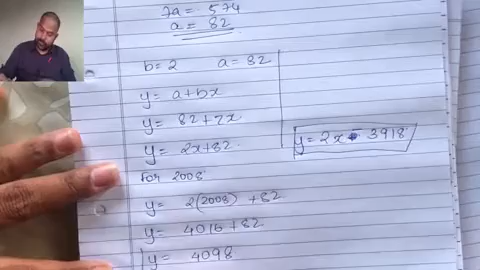 7a = 574
a = 82
b = 2 a = 82
y = a + bx
y = 82 + 2x
y = 2x + 82
y = 2x - 3918
for 2008
y = 2(2008) + 82
y = 4016 + 82
y = 4098